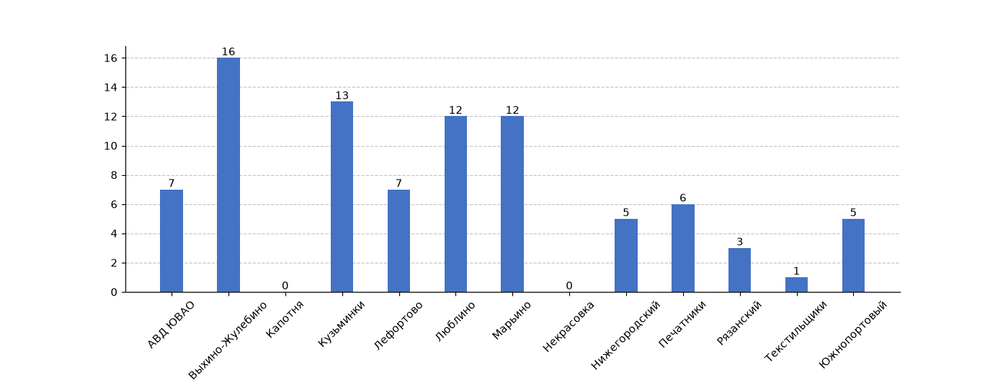 16
14
12
10
8
6
4
2
0
7
16
0
13
7
12
12
0
5
6
3
1
5
АВД ЮВАО
Выхино-Жулебино
Капотня
Кузьминки
Лефортово
Люблино
Марьино
Некрасовка
Нижегородский
Печатники
Рязанский
Текстильщики
Южнопортовый